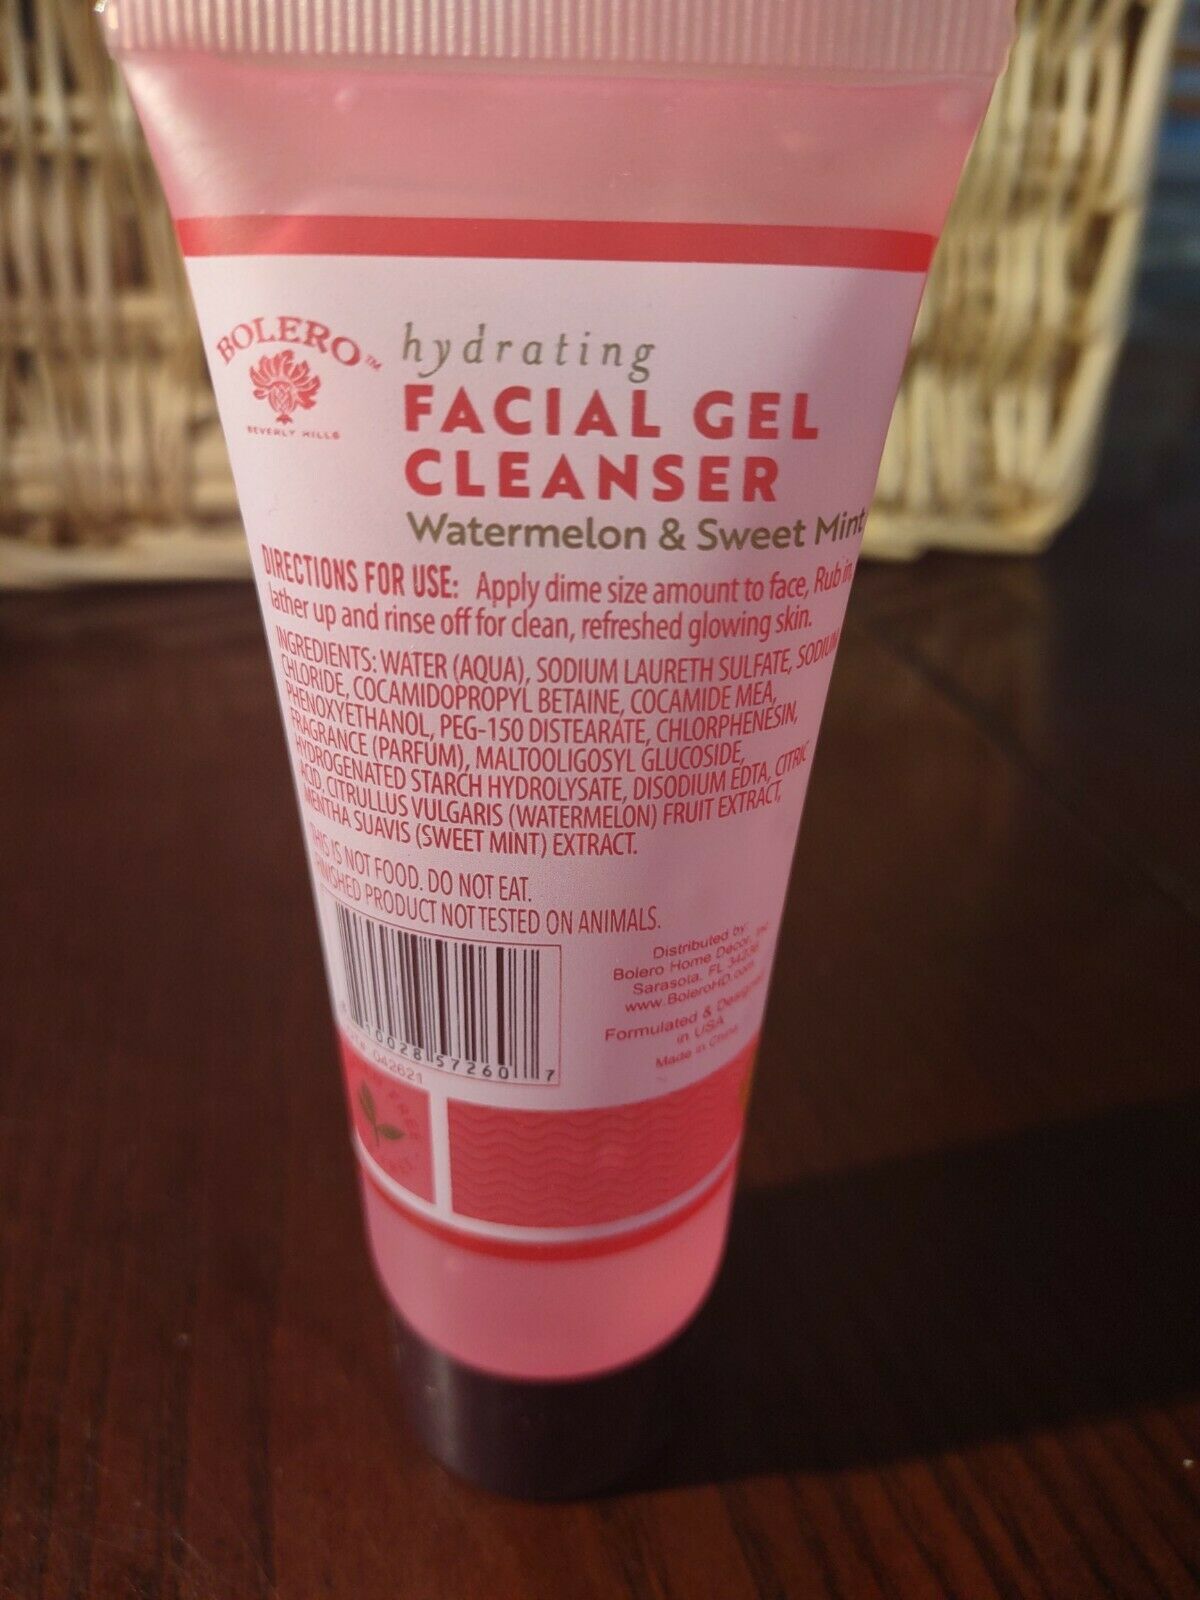 BOLERO™
BEVERLY HILLS
hydrating
FACIAL GEL
CLEANSER
Watermelon & Sweet Mint
DIRECTIONS FOR USE: Apply dime size amount to face, Rub in,
lather up and rinse off for clean, refreshed glowing skin.
INGREDIENTS: WATER (AQUA), SODIUM LAURETH SULFATE, SODIUM
CHLORIDE, COCAMIDOPROPYL BETAINE, COCAMIDE MEA,
PHENOXYETHANOL, PEG-150 DISTEARATE, CHLORPHENESIN,
FRAGRANCE (PARFUM), MALTOOLIGOSYL GLUCOSIDE,
HYDROGENATED STARCH HYDROLYSATE, DISODIUM EDTA, CITRIC
ACID, CITRULLUS VULGARIS (WATERMELON) FRUIT EXTRACT,
MENTHA SUAVIS (SWEET MINT) EXTRACT.
THIS IS NOT FOOD. DO NOT EAT.
FINISHED PRODUCT NOT TESTED ON ANIMALS.
Distributed by:
Bolero Home Decor, Inc
Sarasota, FL 34236
www.BoleroHD.com
Formulated & Designed
in USA
Made in China
10028 57260 7
042621